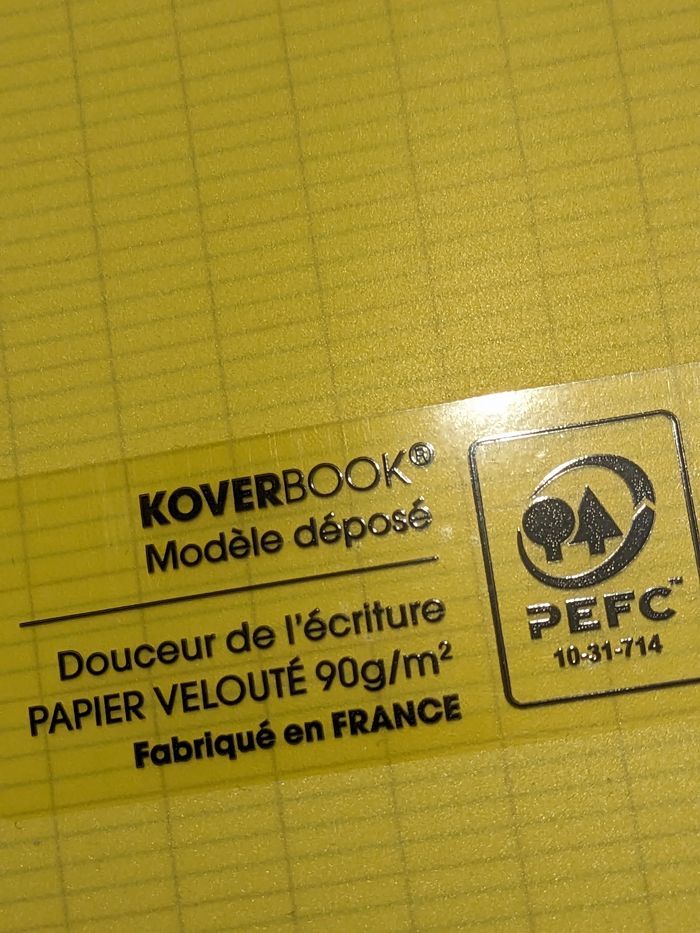 KOVERBOOK®
Modèle déposé
Douceur de l'écriture
PAPIER VELOUTÉ 90g/m²
Fabriqué en FRANCE
PEFC™
10-31-714